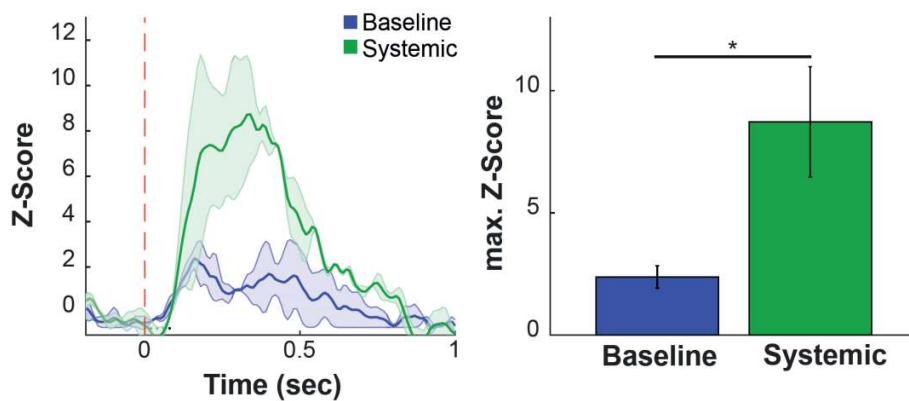 Baseline
Systemic
12
10
8
6
4
2
0
Z-Score
0
0.5
1
Time (sec)
10
5
0
max. Z-Score
*
Baseline
Systemic